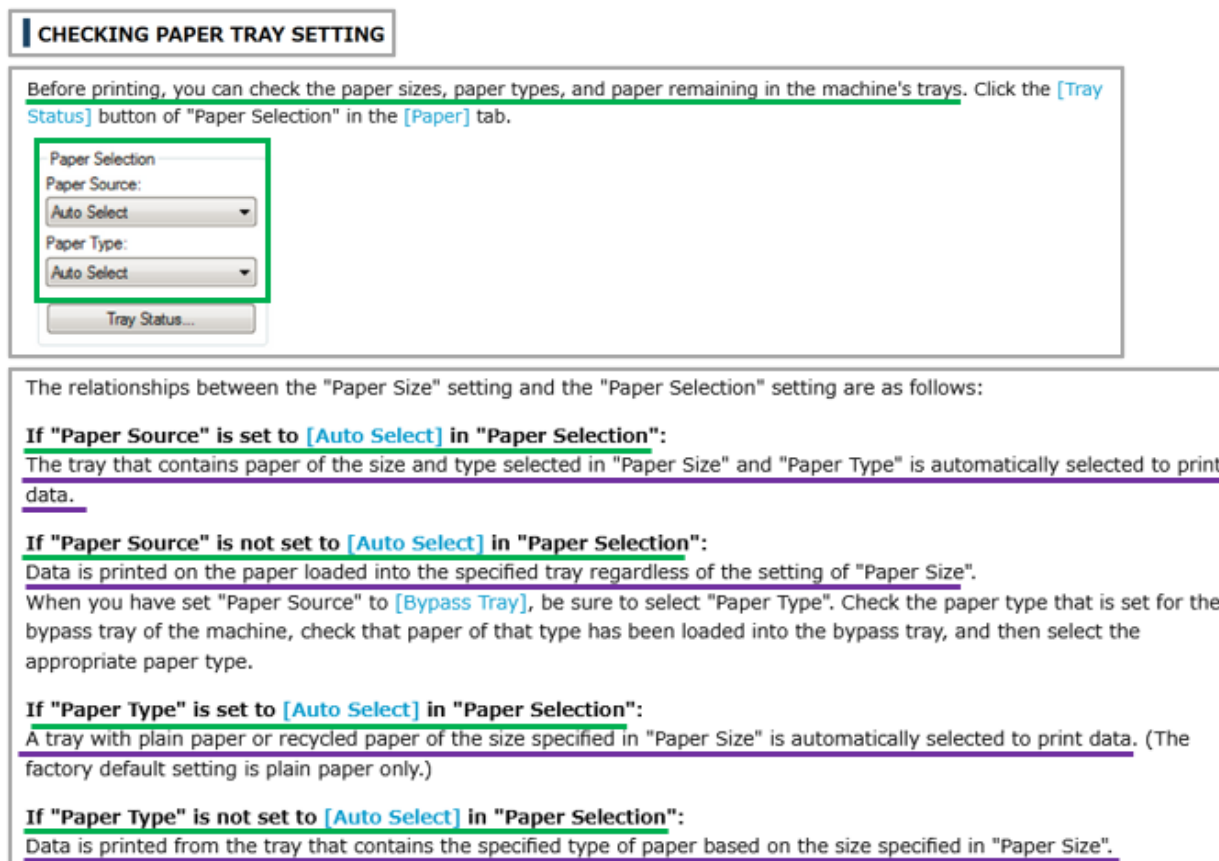 CHECKING PAPER TRAY SETTING
Before printing, you can check the paper sizes, paper types, and paper remaining in the machine's trays. Click the [Tray
Status] button of "Paper Selection" in the [Paper] tab.
Paper Selection
Paper Source:
Auto Select
Paper Type:
Auto Select
Tray Status...
The relationships between the "Paper Size" setting and the "Paper Selection" setting are as follows:
If "Paper Source" is set to [Auto Select] in "Paper Selection":
The tray that contains paper of the size and type selected in "Paper Size" and "Paper Type" is automatically selected to print
data.
If "Paper Source" is not set to [Auto Select] in "Paper Selection":
Data is printed on the paper loaded into the specified tray regardless of the setting of "Paper Size".
When you have set "Paper Source" to [Bypass Tray], be sure to select "Paper Type". Check the paper type that is set for the
bypass tray of the machine, check that paper of that type has been loaded into the bypass tray, and then select the
appropriate paper type.
If "Paper Type" is set to [Auto Select] in "Paper Selection":
A tray with plain paper or recycled paper of the size specified in "Paper Size" is automatically selected to print data. (The
factory default setting is plain paper only.)
If "Paper Type" is not set to [Auto Select] in "Paper Selection":
Data is printed from the tray that contains the specified type of paper based on the size specified in "Paper Size".